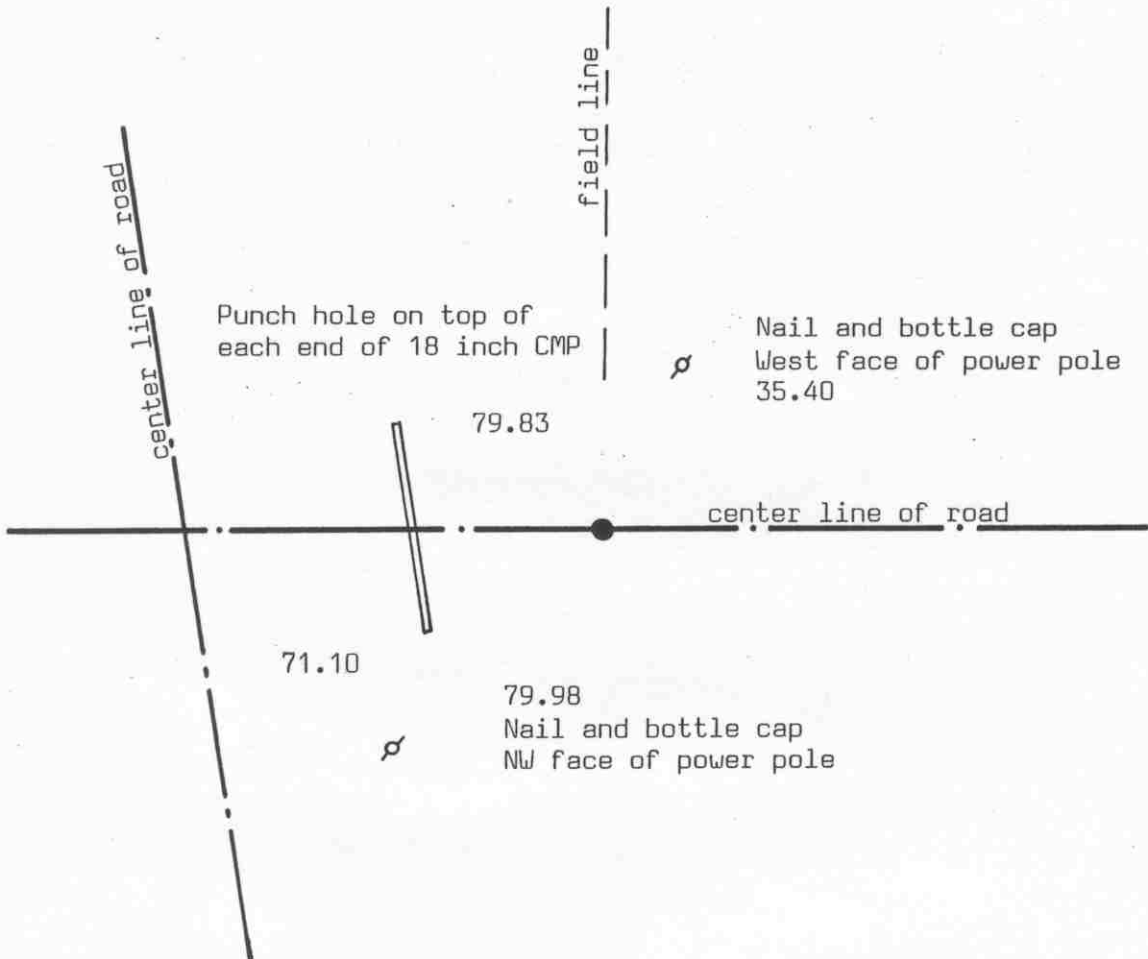 field line
center line of road
Punch hole on top of
each end of 18 inch CMP
Nail and bottle cap
West face of power pole
35.40
79.83
center line of road
71.10
79.98
Nail and bottle cap
NW face of power pole